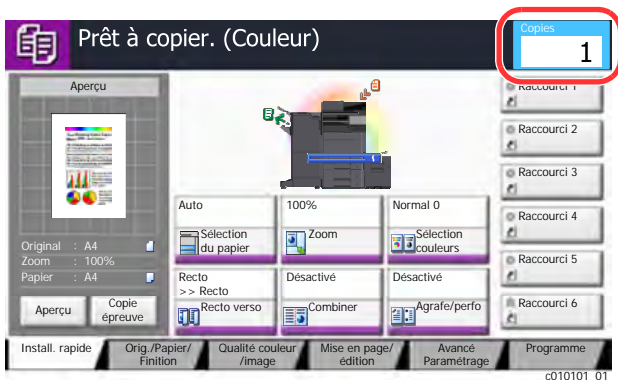 Prêt à copier. (Couleur)
Copies
1
Aperçu
Original : A4
Zoom : 100%
Papier : A4
Aperçu
Copie
épreuve
Auto
Sélection
du papier
100%
Zoom
Normal 0
Sélection
couleurs
Recto
>> Recto
Recto verso
Désactivé
Combiner
Désactivé
Agrafe/perfo
Raccourci 1
Raccourci 2
Raccourci 3
Raccourci 4
Raccourci 5
Raccourci 6
Install. rapide
Orig./Papier/
Finition
Qualité couleur
/image
Mise en page/
édition
Avancé
Paramétrage
Programme
c010101_01